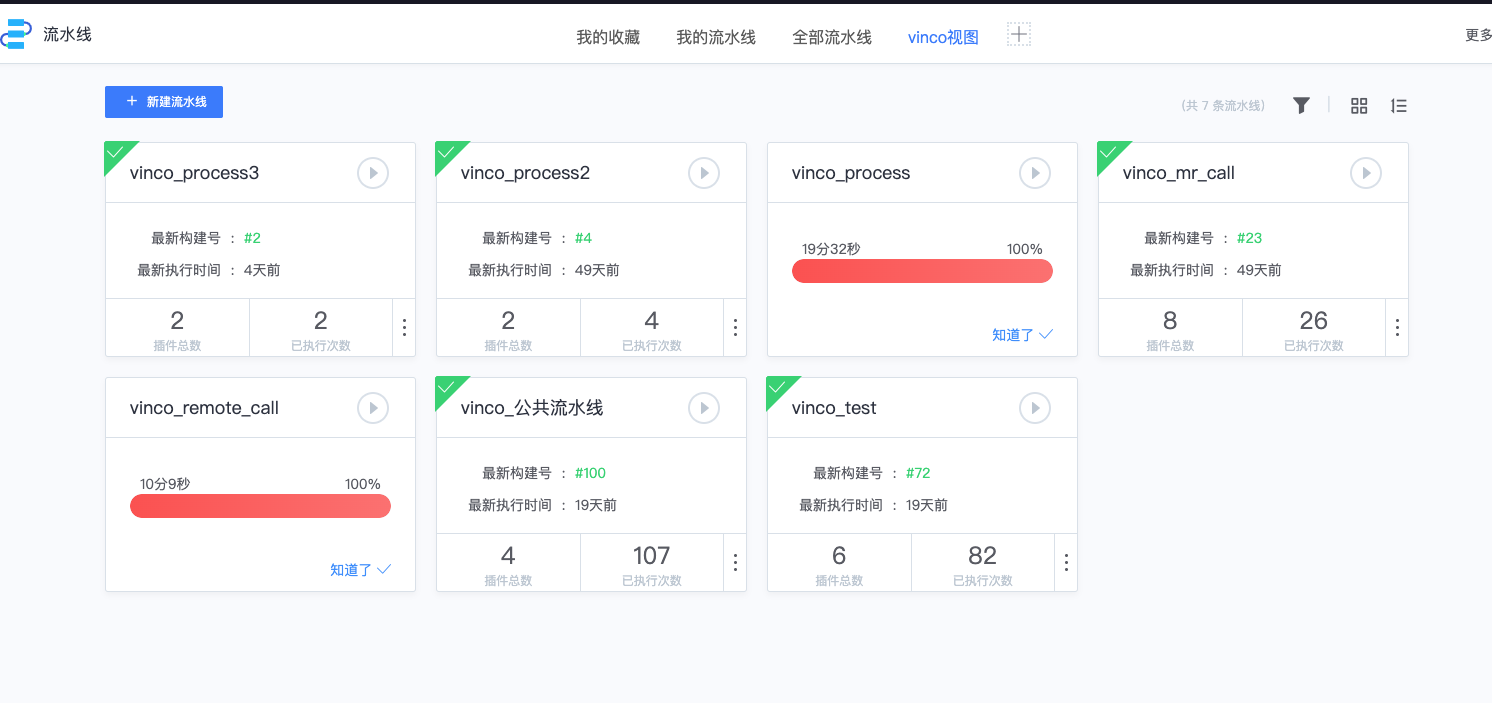 流水线
我的收藏 我的流水线 全部流水线 vinco视图
更多
新建流水线
(共 7 条流水线)
vinco_process3
最新构建号 : #2
最新执行时间 : 4天前
2 2
插件总数 已执行次数
vinco_process2
最新构建号 : #4
最新执行时间 : 49天前
2 4
插件总数 已执行次数
vinco_process
19分32秒 100%
知道了
vinco_mr_call
最新构建号 : #23
最新执行时间 : 49天前
8 26
插件总数 已执行次数
vinco_remote_call
10分9秒 100%
知道了
vinco_公共流水线
最新构建号 : #100
最新执行时间 : 19天前
4 107
插件总数 已执行次数
vinco_test
最新构建号 : #72
最新执行时间 : 19天前
6 82
插件总数 已执行次数